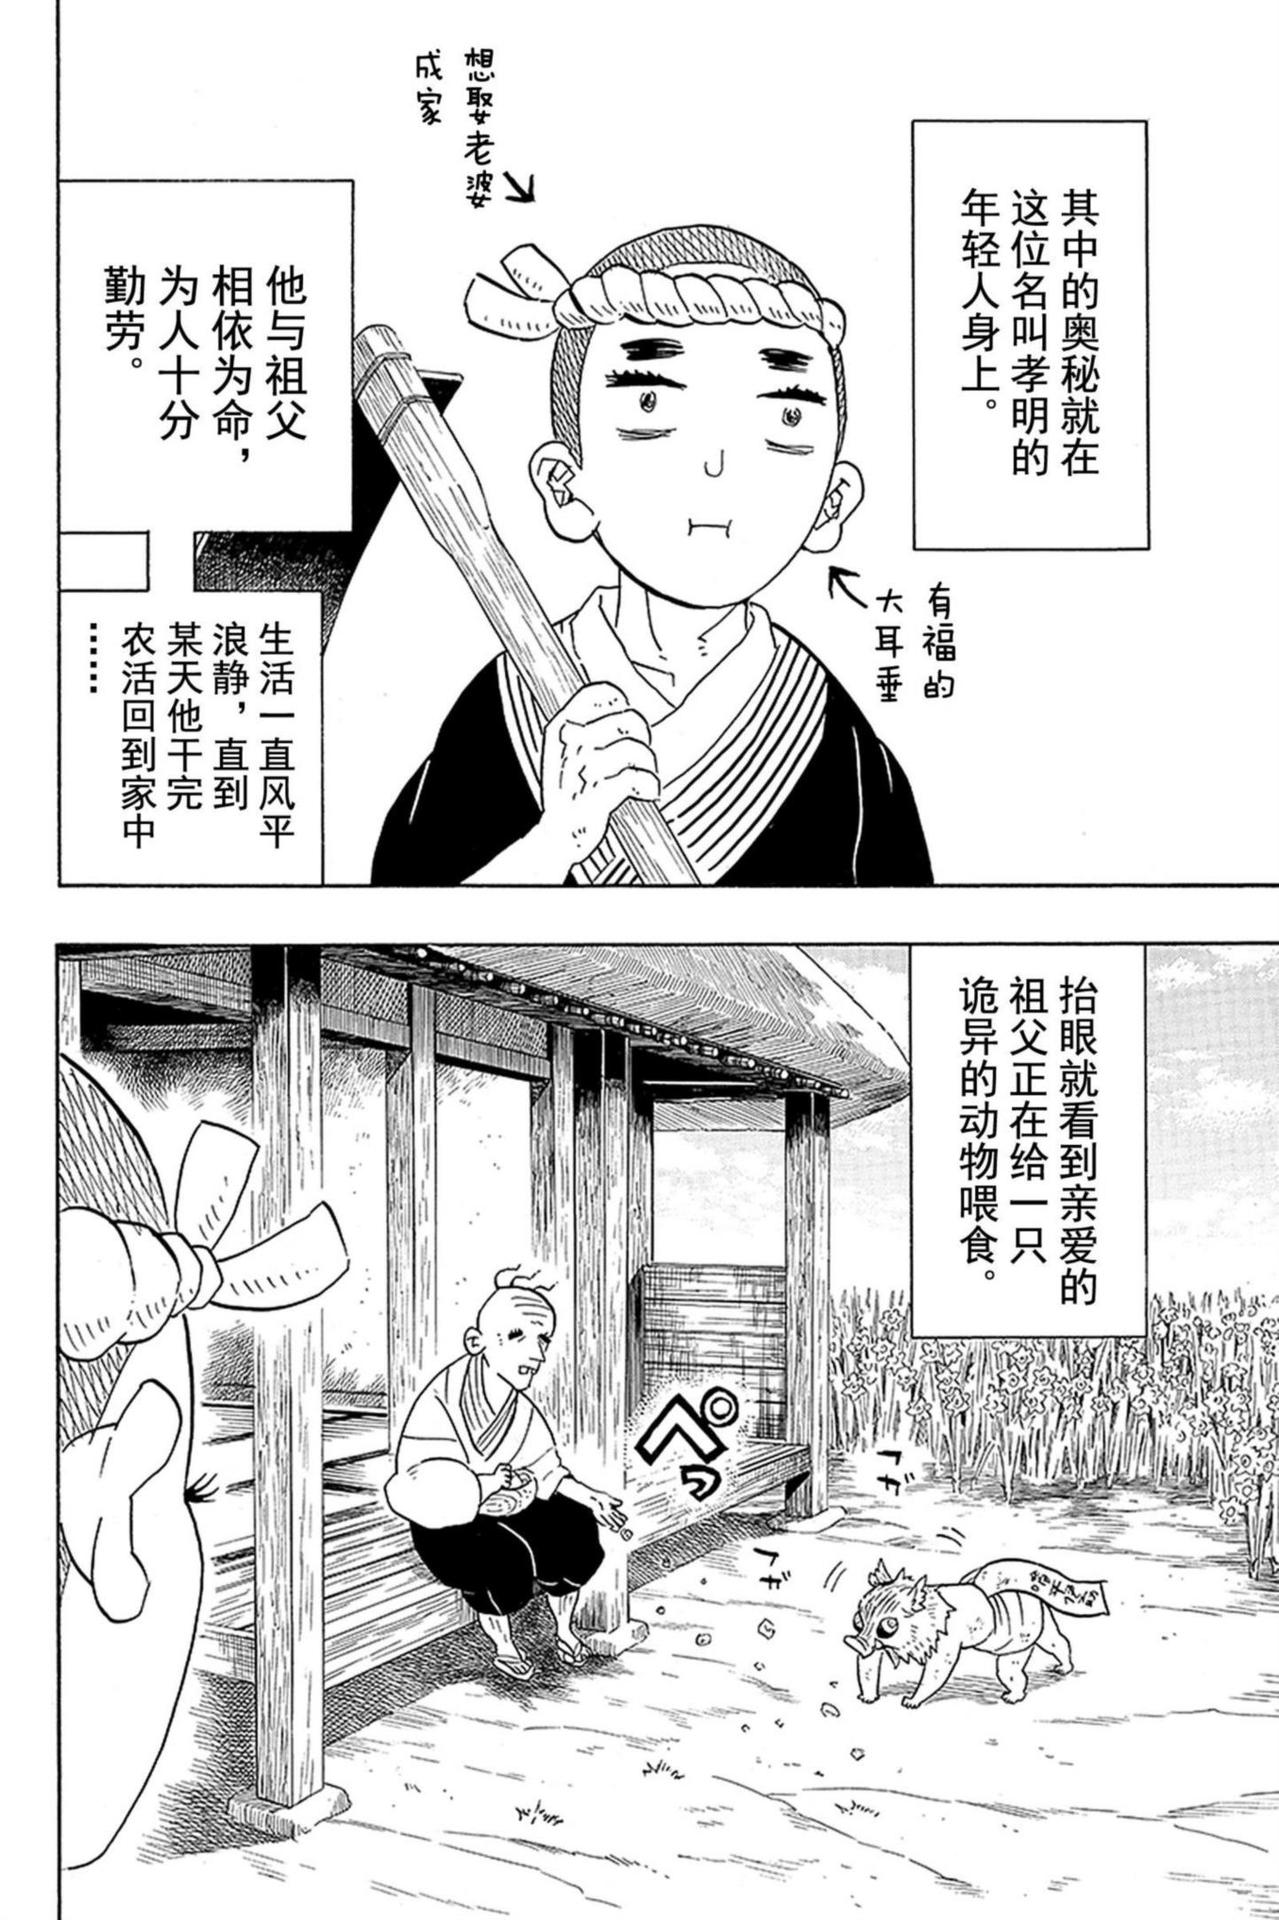 其中的奥秘就在
这位名叫孝明的
年轻人身上。
想娶老婆
成家
有福的
大耳垂
他与祖父
相依为命，
为人十分
勤劳。
生活一直风平
浪静，直到
某天他干完
农活回到家中
……
抬眼就看到亲爱的
祖父正在给一只
诡异的动物喂食。
ペっ